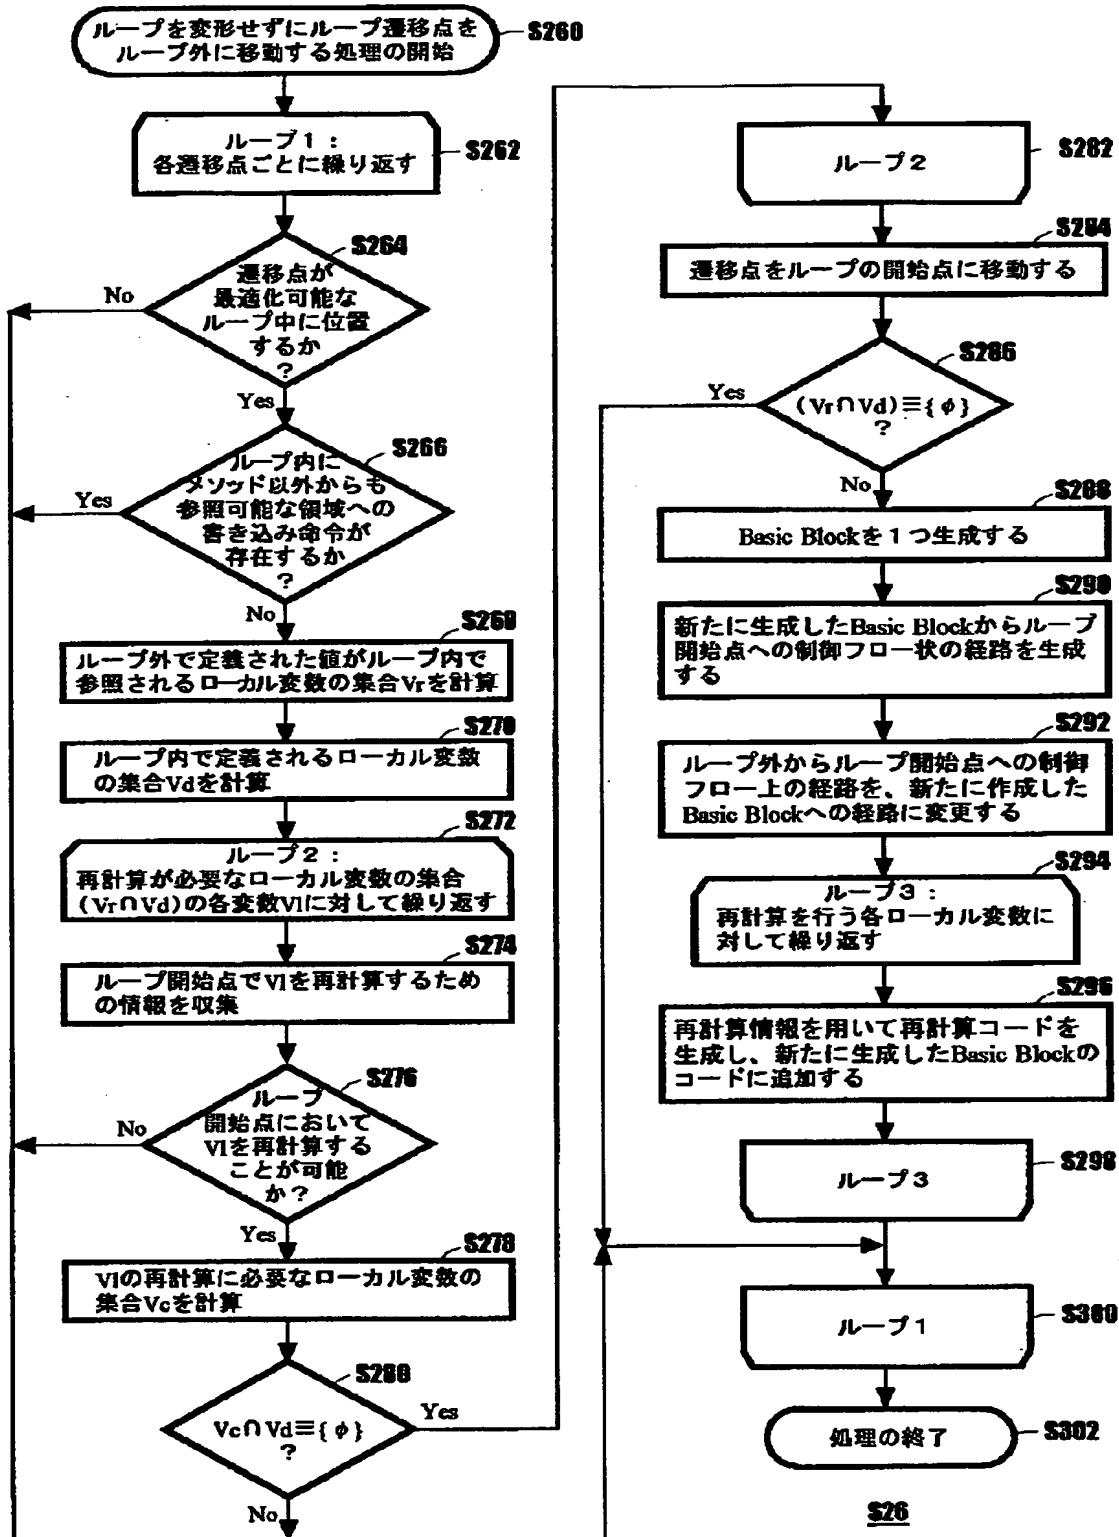 ループを変形せずにループ遷移点を
ループ外に移動する処理の開始
S260
ループ1：
各遷移点ごとに繰り返す
S262
S264
遷移点が
最適化可能な
ループ中に位置
するか
？
No
Yes
S266
ループ内に
メソッド以外からも
参照可能な領域への
書き込み命令が
存在するか
？
Yes
No
S268
ループ外で定義された値がループ内で
参照されるローカル変数の集合Vrを計算
S270
ループ内で定義されるローカル変数
の集合Vdを計算
S272
ループ2：
再計算が必要なローカル変数の集合
(Vr∩Vd)の各変数Vlに対して繰り返す
S274
ループ開始点でVlを再計算するため
の情報を収集
S276
ループ
開始点において
Vlを再計算する
ことが可能
か？
No
Yes
S278
Vlの再計算に必要なローカル変数の
集合Vcを計算
S280
Vc∩Vd≡{φ}
？
Yes
No
ループ2
S282
S284
遷移点をループの開始点に移動する
S286
(Vr∩Vd)≡{φ}
？
Yes
No
S288
Basic Blockを1つ生成する
S290
新たに生成したBasic Blockからループ
開始点への制御フロー状の経路を生成
する
S292
ループ外からループ開始点への制御
フロー上の経路を、新たに作成した
Basic Blockへの経路に変更する
S294
ループ3：
再計算を行う各ローカル変数に
対して繰り返す
S296
再計算情報を用いて再計算コードを
生成し、新たに生成したBasic Blockの
コードに追加する
ループ3
S298
ループ1
S300
処理の終了
S302
S26